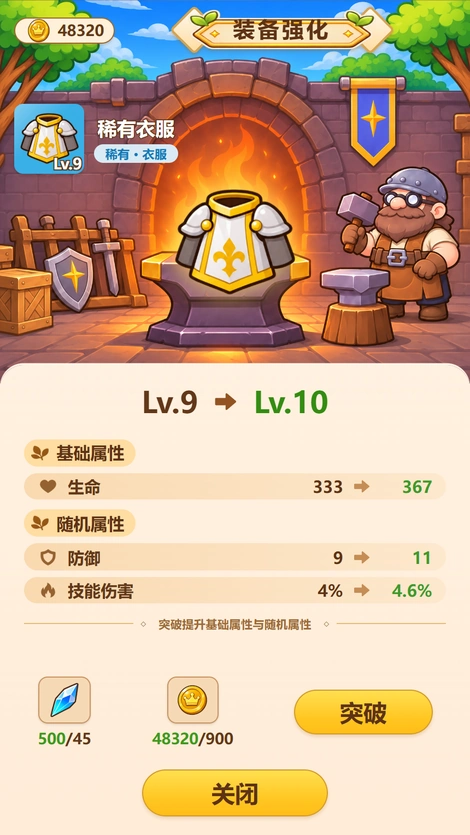 48320
装备强化
稀有衣服
稀有·衣服
Lv.9
Lv.9 → Lv.10
基础属性
生命 333 → 367
随机属性
防御 9 → 11
技能伤害 4% → 4.6%
突破提升基础属性与随机属性
500/45 48320/900
突破
关闭